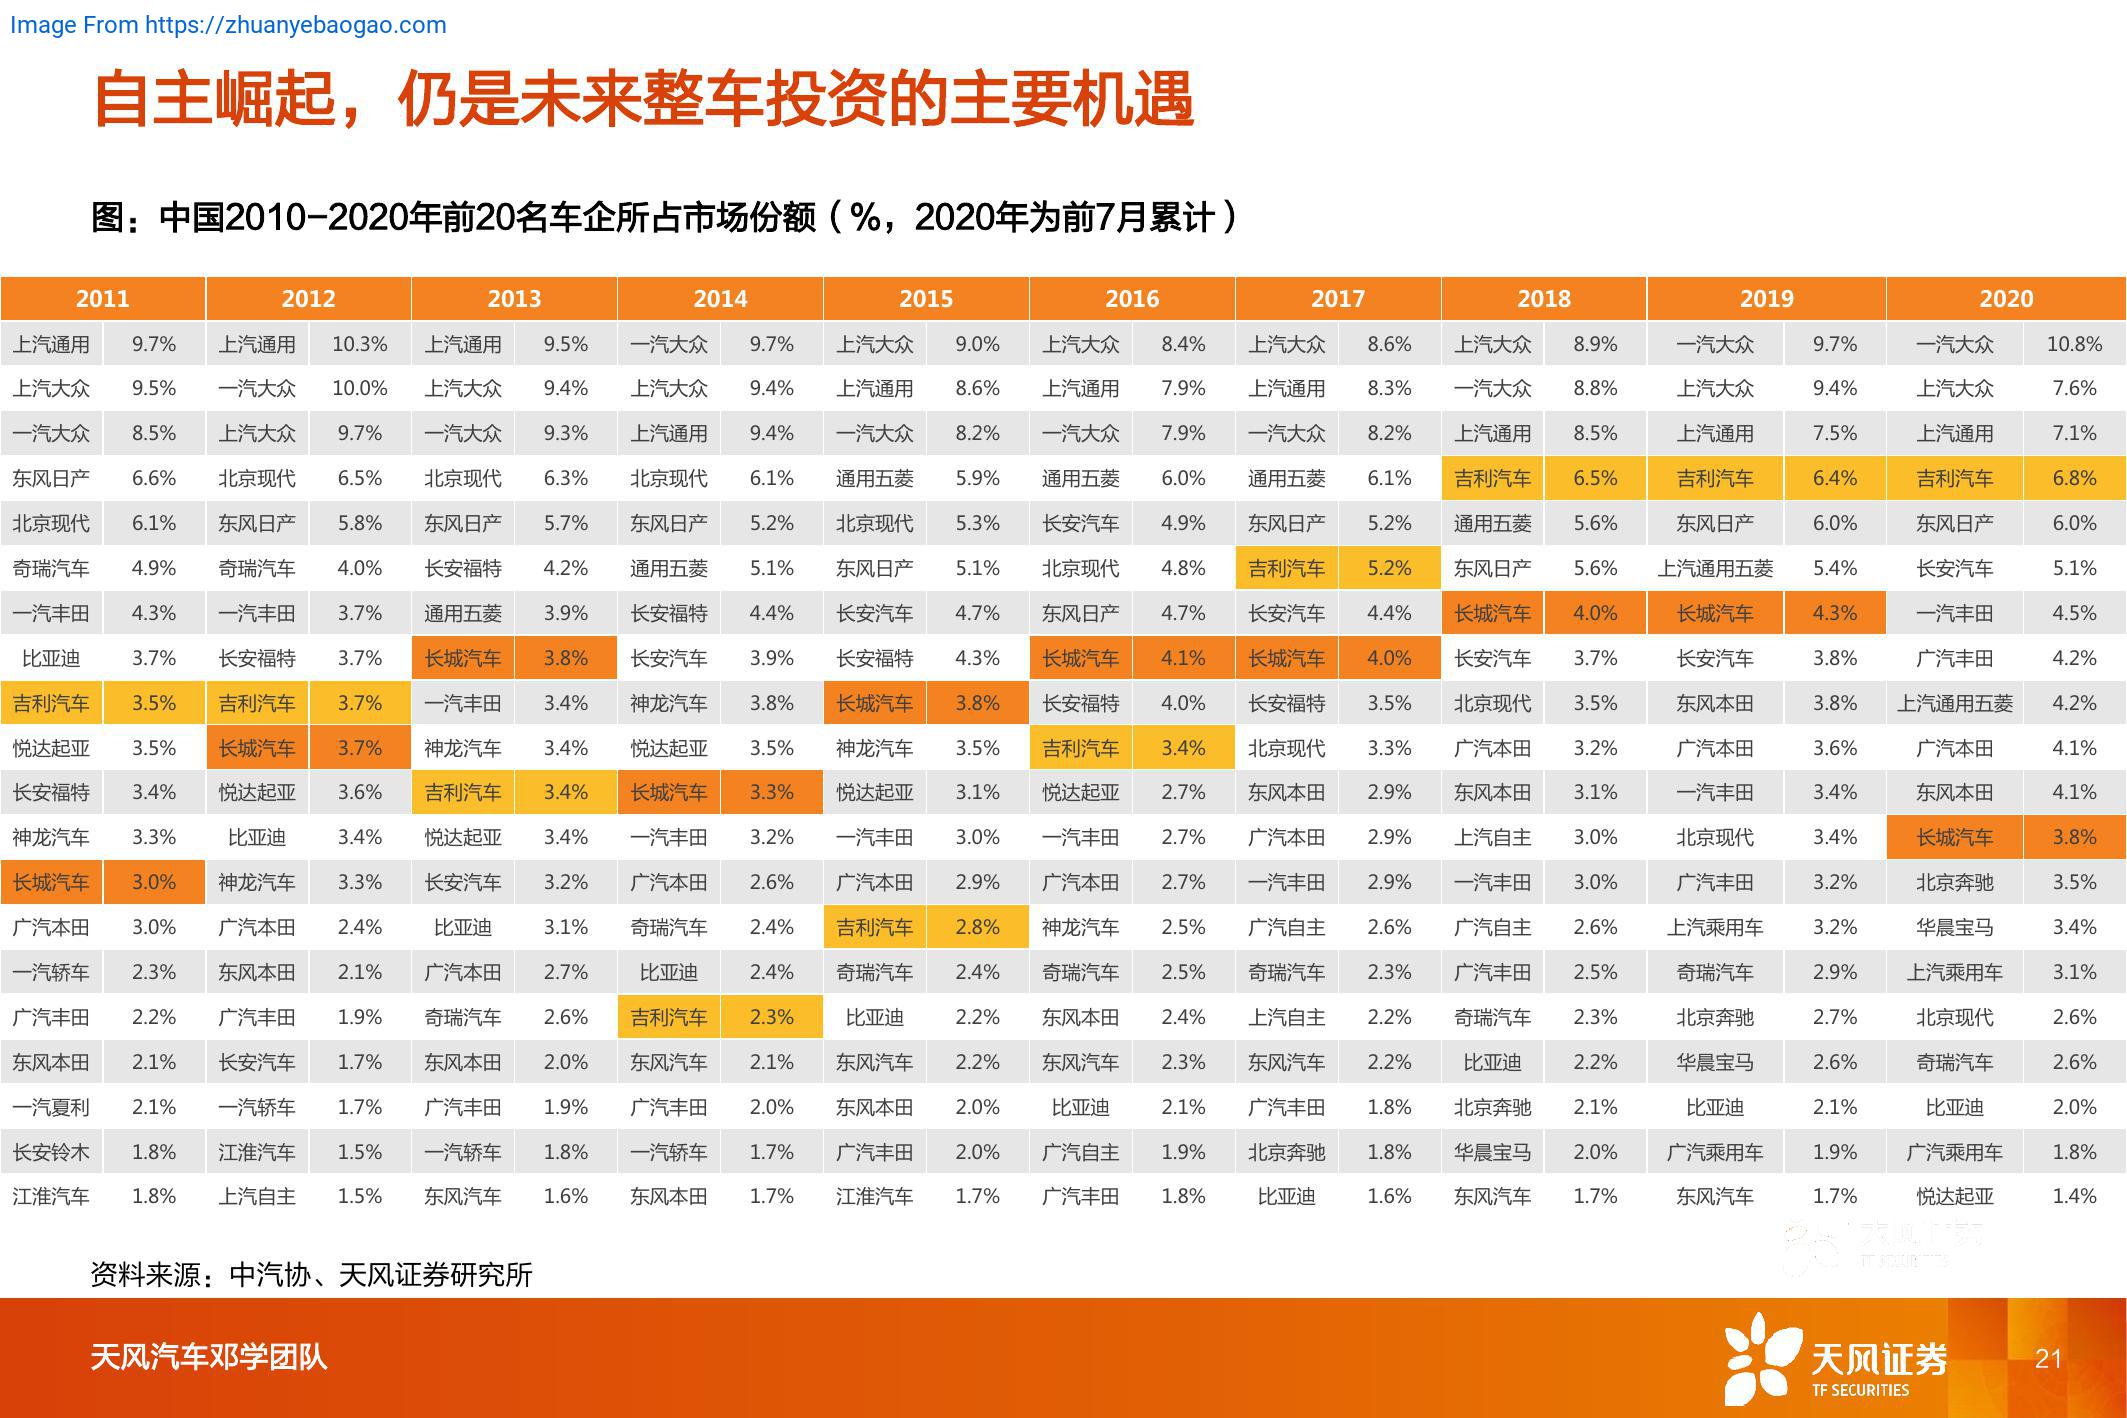 Image From https://zhuanyebaogao.com
自主崛起，仍是未来整车投资的主要机遇
图：中国2010-2020年前20名车企所占市场份额（%，2020年为前7月累计）
2011 2012 2013 2014 2015 2016 2017 2018 2019 2020
上汽通用 9.7% 上汽通用 10.3% 上汽通用 9.5% 一汽大众 9.7% 上汽大众 9.0% 上汽大众 8.4% 上汽大众 8.6% 上汽大众 8.9% 一汽大众 9.7% 一汽大众 10.8%
上汽大众 9.5% 一汽大众 10.0% 上汽大众 9.4% 上汽大众 9.4% 上汽通用 8.6% 上汽通用 7.9% 上汽通用 8.3% 一汽大众 8.8% 上汽大众 9.4% 上汽大众 7.6%
一汽大众 8.5% 上汽大众 9.7% 一汽大众 9.3% 上汽通用 9.4% 一汽大众 8.2% 一汽大众 7.9% 一汽大众 8.2% 上汽通用 8.5% 上汽通用 7.5% 上汽通用 7.1%
东风日产 6.6% 北京现代 6.5% 北京现代 6.3% 北京现代 6.1% 通用五菱 5.9% 通用五菱 6.0% 通用五菱 6.1% 吉利汽车 6.5% 吉利汽车 6.4% 吉利汽车 6.8%
北京现代 6.1% 东风日产 5.8% 东风日产 5.7% 东风日产 5.2% 北京现代 5.3% 长安汽车 4.9% 东风日产 5.2% 通用五菱 5.6% 东风日产 6.0% 东风日产 6.0%
奇瑞汽车 4.9% 奇瑞汽车 4.0% 长安福特 4.2% 通用五菱 5.1% 东风日产 5.1% 北京现代 4.8% 吉利汽车 5.2% 东风日产 5.6% 上汽通用五菱 5.4% 长安汽车 5.1%
一汽丰田 4.3% 一汽丰田 3.7% 通用五菱 3.9% 长安福特 4.4% 长安汽车 4.7% 东风日产 4.7% 长安汽车 4.4% 长城汽车 4.0% 长城汽车 4.3% 一汽丰田 4.5%
比亚迪 3.7% 长安福特 3.7% 长城汽车 3.8% 长安汽车 3.9% 长安福特 4.3% 长城汽车 4.1% 长城汽车 4.0% 长安汽车 3.7% 长安汽车 3.8% 广汽丰田 4.2%
吉利汽车 3.5% 吉利汽车 3.7% 一汽丰田 3.4% 神龙汽车 3.8% 长城汽车 3.8% 长安福特 4.0% 长安福特 3.5% 北京现代 3.5% 东风本田 3.8% 上汽通用五菱 4.2%
悦达起亚 3.5% 长城汽车 3.7% 神龙汽车 3.4% 悦达起亚 3.5% 神龙汽车 3.5% 吉利汽车 3.4% 北京现代 3.3% 广汽本田 3.2% 广汽本田 3.6% 广汽本田 4.1%
长安福特 3.4% 悦达起亚 3.6% 吉利汽车 3.4% 长城汽车 3.3% 悦达起亚 3.1% 悦达起亚 2.7% 东风本田 2.9% 东风本田 3.1% 一汽丰田 3.4% 东风本田 4.1%
神龙汽车 3.3% 比亚迪 3.4% 悦达起亚 3.4% 一汽丰田 3.2% 一汽丰田 3.0% 一汽丰田 2.7% 广汽本田 2.9% 上汽自主 3.0% 北京现代 3.4% 长城汽车 3.8%
长城汽车 3.0% 神龙汽车 3.3% 长安汽车 3.2% 广汽本田 2.6% 广汽本田 2.9% 广汽本田 2.7% 一汽丰田 2.9% 一汽丰田 3.0% 广汽丰田 3.2% 北京奔驰 3.5%
广汽本田 3.0% 广汽本田 2.4% 比亚迪 3.1% 奇瑞汽车 2.4% 吉利汽车 2.8% 神龙汽车 2.5% 广汽自主 2.6% 广汽自主 2.6% 上汽乘用车 3.2% 华晨宝马 3.4%
一汽轿车 2.3% 东风本田 2.1% 广汽本田 2.7% 比亚迪 2.4% 奇瑞汽车 2.4% 奇瑞汽车 2.5% 奇瑞汽车 2.3% 广汽丰田 2.5% 奇瑞汽车 2.9% 上汽乘用车 3.1%
广汽丰田 2.2% 广汽丰田 1.9% 奇瑞汽车 2.6% 吉利汽车 2.3% 比亚迪 2.2% 东风本田 2.4% 上汽自主 2.2% 奇瑞汽车 2.3% 北京奔驰 2.7% 北京现代 2.6%
东风本田 2.1% 长安汽车 1.7% 东风本田 2.0% 东风汽车 2.1% 东风汽车 2.2% 东风汽车 2.3% 东风汽车 2.2% 比亚迪 2.2% 华晨宝马 2.6% 奇瑞汽车 2.6%
一汽夏利 2.1% 一汽轿车 1.7% 广汽丰田 1.9% 广汽丰田 2.0% 东风本田 2.0% 比亚迪 2.1% 广汽丰田 1.8% 北京奔驰 2.1% 比亚迪 2.1% 比亚迪 2.0%
长安铃木 1.8% 江淮汽车 1.5% 一汽轿车 1.8% 一汽轿车 1.7% 广汽丰田 2.0% 广汽自主 1.9% 北京奔驰 1.8% 华晨宝马 2.0% 广汽乘用车 1.9% 广汽乘用车 1.8%
江淮汽车 1.8% 上汽自主 1.5% 东风汽车 1.6% 东风本田 1.7% 江淮汽车 1.7% 广汽丰田 1.8% 比亚迪 1.6% 东风汽车 1.7% 东风汽车 1.7% 悦达起亚 1.4%
资料来源：中汽协、天风证券研究所
天风汽车邓学团队
天风证券
TF SECURITIES
21